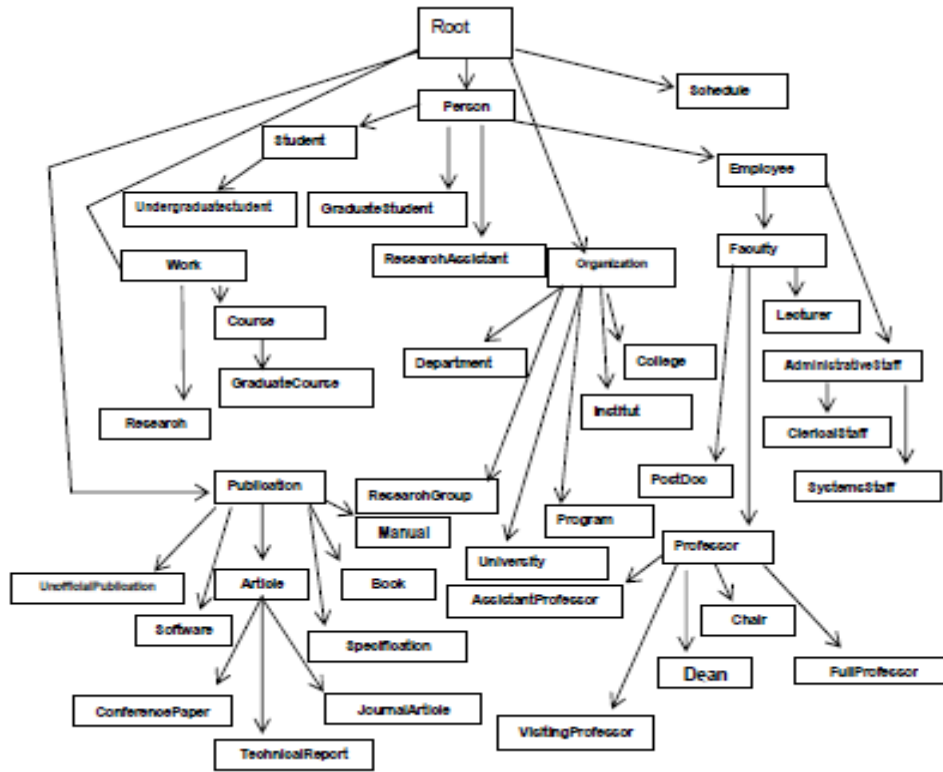 Root
Schedule
Person
Student
Employee
Undergraduatestudent
GraduateStudent
Faculty
ResearchAssistant
Organization
Work
Lecturer
Course
College
Department
AdministrativeStaff
GraduateCourse
Institut
Research
ClericalStaff
Publication
ResearchGroup
PostDoc
SystemsStaff
Program
Manual
Professor
University
UnofficialPublication
Article
Book
AssistantProfessor
Chair
Software
Specification
Dean
FullProfessor
ConferencePaper
JournalArticle
VisitingProfessor
TechnicalReport